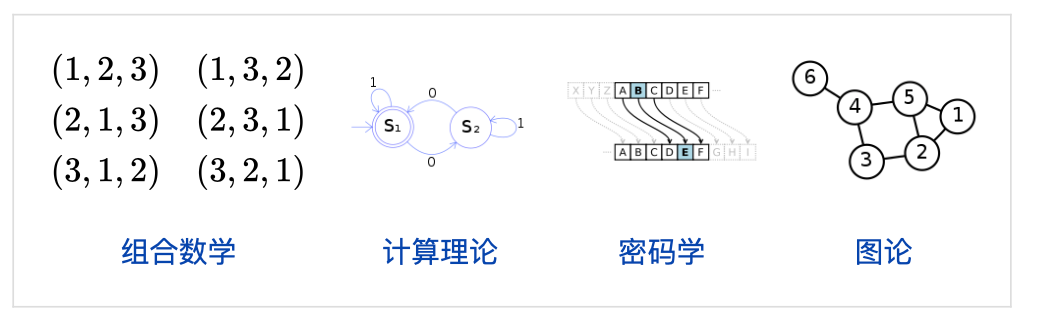 (1, 2, 3) (1, 3, 2)
(2, 1, 3) (2, 3, 1)
(3, 1, 2) (3, 2, 1)
组合数学
1
0
S₁
S₂
1
0
计算理论
X Y Z A B C D E F
A B C D E F G H I
密码学
6
5
4
1
2
3
图论